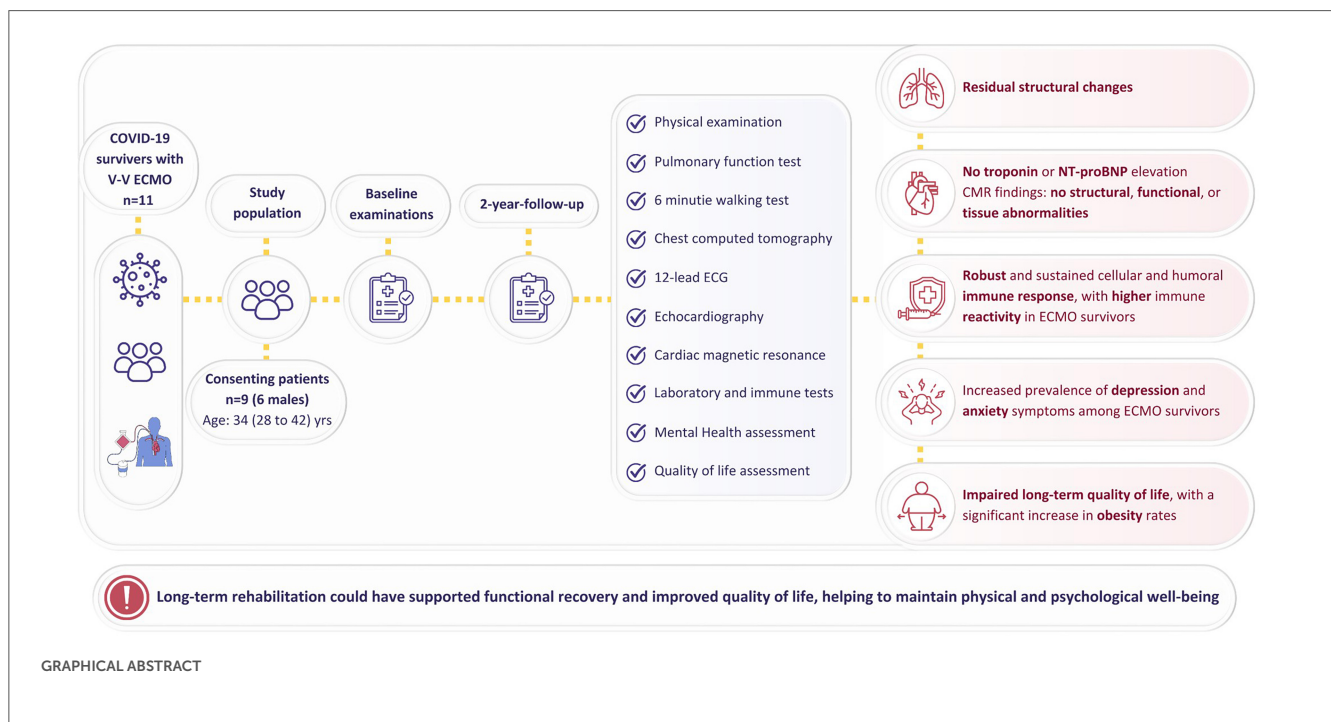 COVID-19
survivers with
V-V ECMO
n=11
Study
population
Consenting patients
n=9 (6 males)
Age: 34 (28 to 42) yrs
Baseline
examinations
2-year-follow-up
Physical examination
Pulmonary function test
6 minutie walking test
Chest computed tomography
12-lead ECG
Echocardiography
Cardiac magnetic resonance
Laboratory and immune tests
Mental Health assessment
Quality of life assessment
Residual structural changes
No troponin or NT-proBNP elevation
CMR findings: no structural, functional, or
tissue abnormalities
Robust and sustained cellular and humoral
immune response, with higher immune
reactivity in ECMO survivors
Increased prevalence of depression and
anxiety symptoms among ECMO survivors
Impaired long-term quality of life, with a
significant increase in obesity rates
Long-term rehabilitation could have supported functional recovery and improved quality of life, helping to maintain physical and psychological well-being
GRAPHICAL ABSTRACT